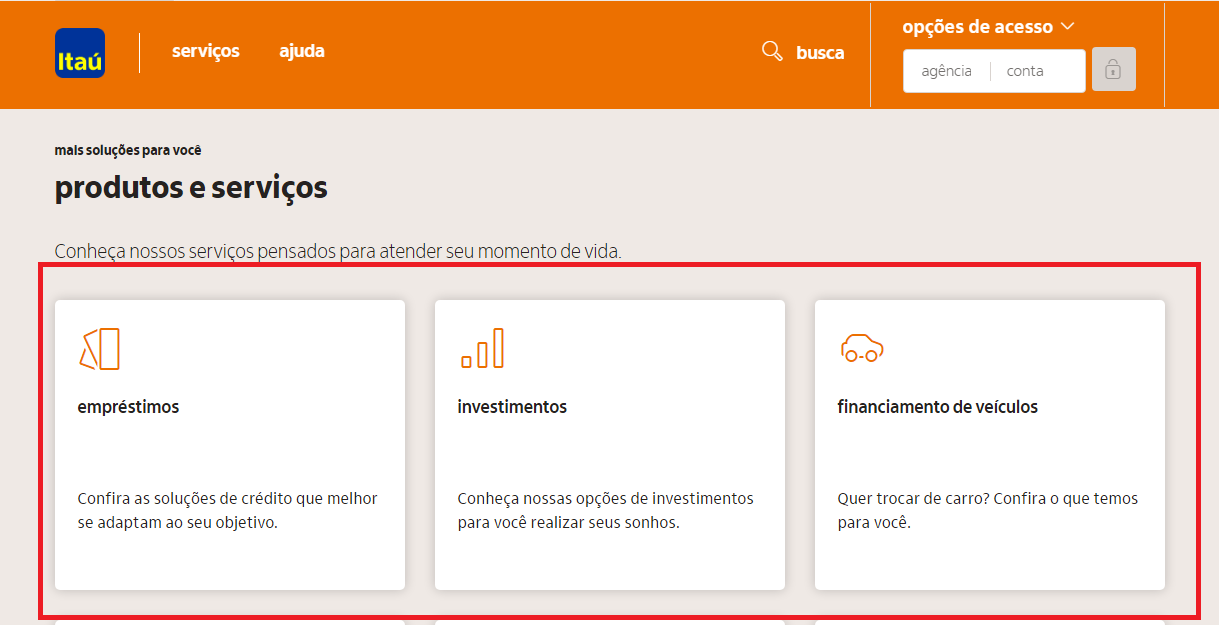 Itaú
serviços
ajuda
busca
opções de acesso
agência
conta
mais soluções para você
produtos e serviços
Conheça nossos serviços pensados para atender seu momento de vida.
empréstimos
Confira as soluções de crédito que melhor
se adaptam ao seu objetivo.
investimentos
Conheça nossas opções de investimentos
para você realizar seus sonhos.
financiamento de veículos
Quer trocar de carro? Confira o que temos
para você.